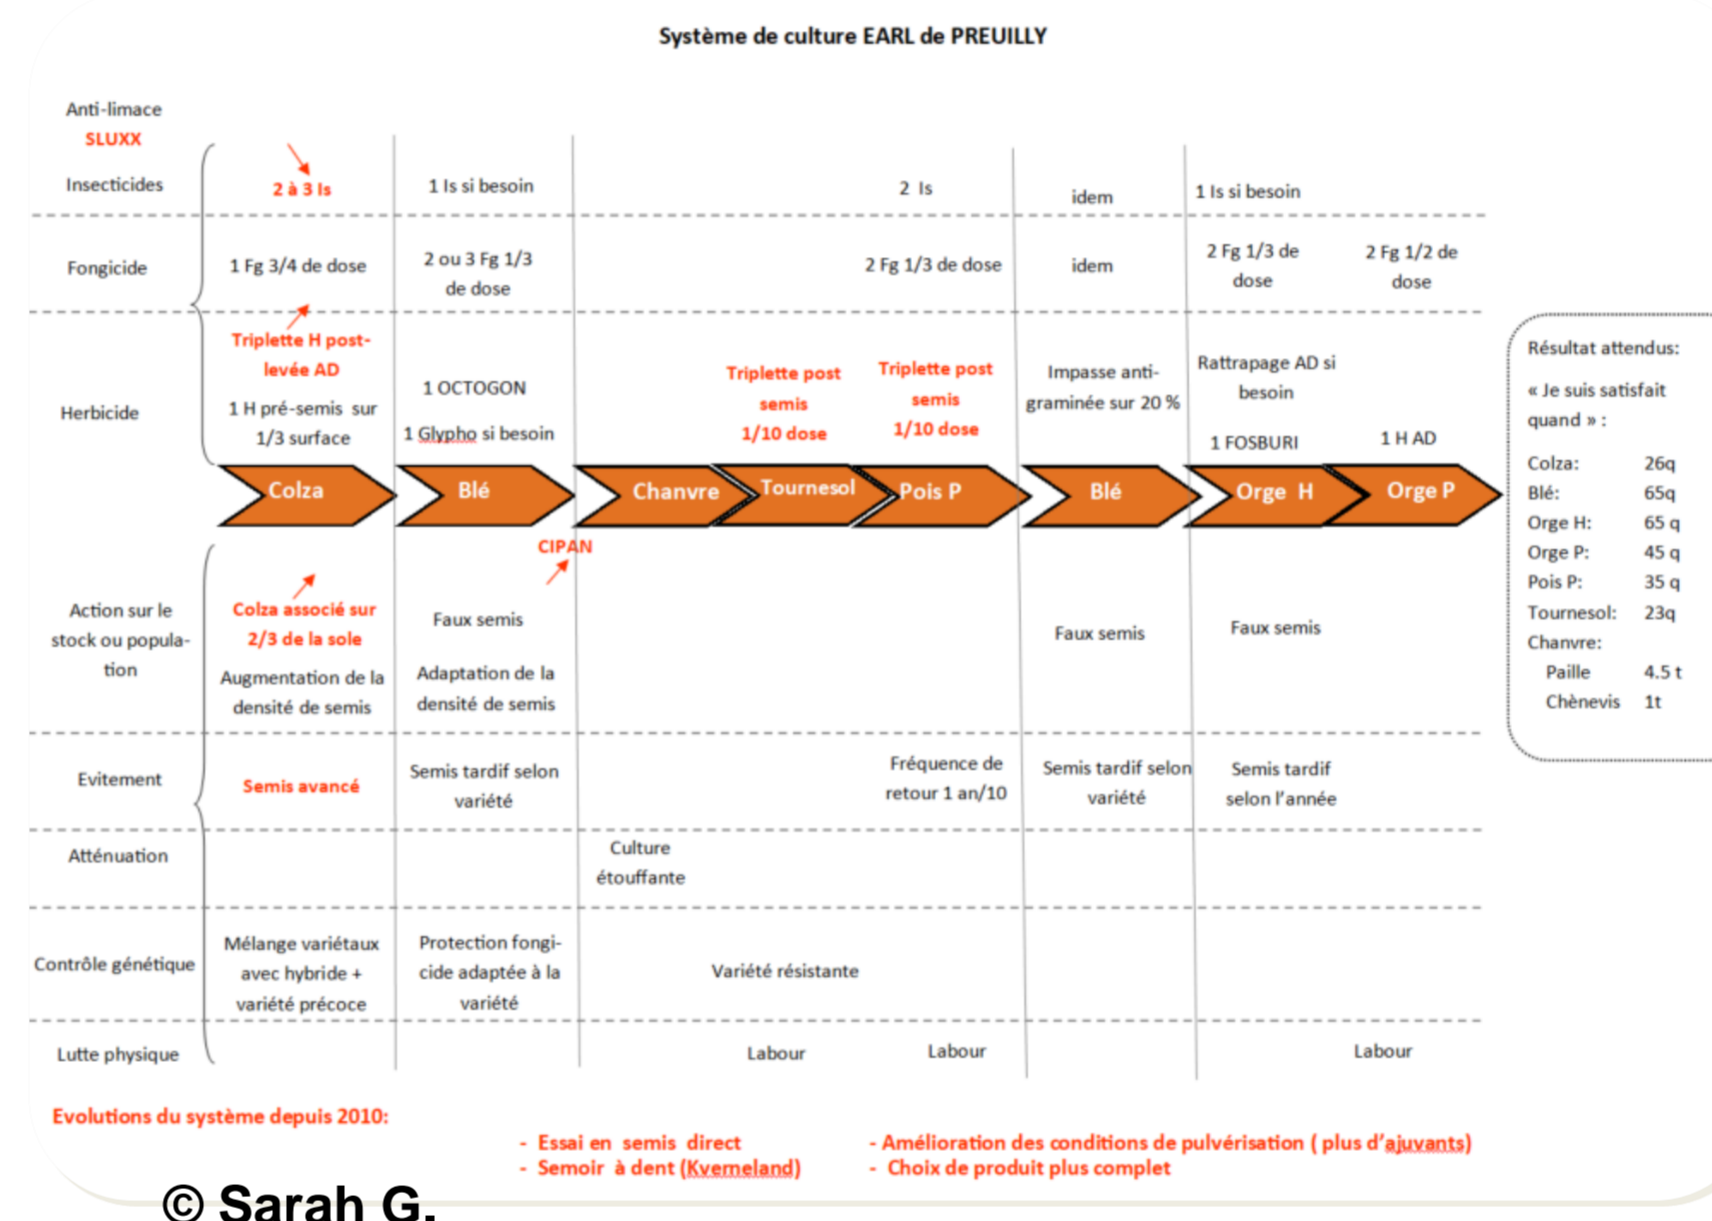 Système de culture EARL de PREUILLY
Anti-limace
SLUXX
Insecticides
2 à 3 Is
1 Is si besoin
2 Is
idem
1 Is si besoin
Fongicide
1 Fg 3/4 de dose
2 ou 3 Fg 1/3
de dose
2 Fg 1/3 de dose
idem
2 Fg 1/3 de
dose
2 Fg 1/2 de
dose
Herbicide
Triplette H post-
levée AD
1 H pré-semis sur
1/3 surface
1 OCTOGON
1 Glypho si besoin
Triplette post
semis
1/10 dose
Triplette post
semis
1/10 dose
Impasse anti-
graminée sur 20 %
Rattrapage AD si
besoin
1 FOSBURI
1 H AD
Colza
Blé
Chanvre
Tournesol
Pois P
Blé
Orge H
Orge P
CIPAN
Action sur le
stock ou popula-
tion
Colza associé sur
2/3 de la sole
Augmentation de la
densité de semis
Faux semis
Adaptation de la
densité de semis
Faux semis
Faux semis
Evitement
Semis avancé
Semis tardif selon
variété
Fréquence de
retour 1 an/10
Semis tardif selon
variété
Semis tardif
selon l'année
Atténuation
Culture
étouffante
Contrôle génétique
Mélange variétaux
avec hybride +
variété précoce
Protection fongi-
cide adaptée à la
variété
Variété résistante
Lutte physique
Labour
Labour
Labour
Résultat attendus:
« Je suis satisfait
quand » :
Colza: 26q
Blé: 65q
Orge H: 65 q
Orge P: 45 q
Pois P: 35 q
Tournesol: 23q
Chanvre:
Paille 4.5 t
Chènevis 1t
Evolutions du système depuis 2010:
- Essai en semis direct
- Semoir à dent (Kverneland)
- Amélioration des conditions de pulvérisation ( plus d'ajuvants)
- Choix de produit plus complet
© Sarah G.